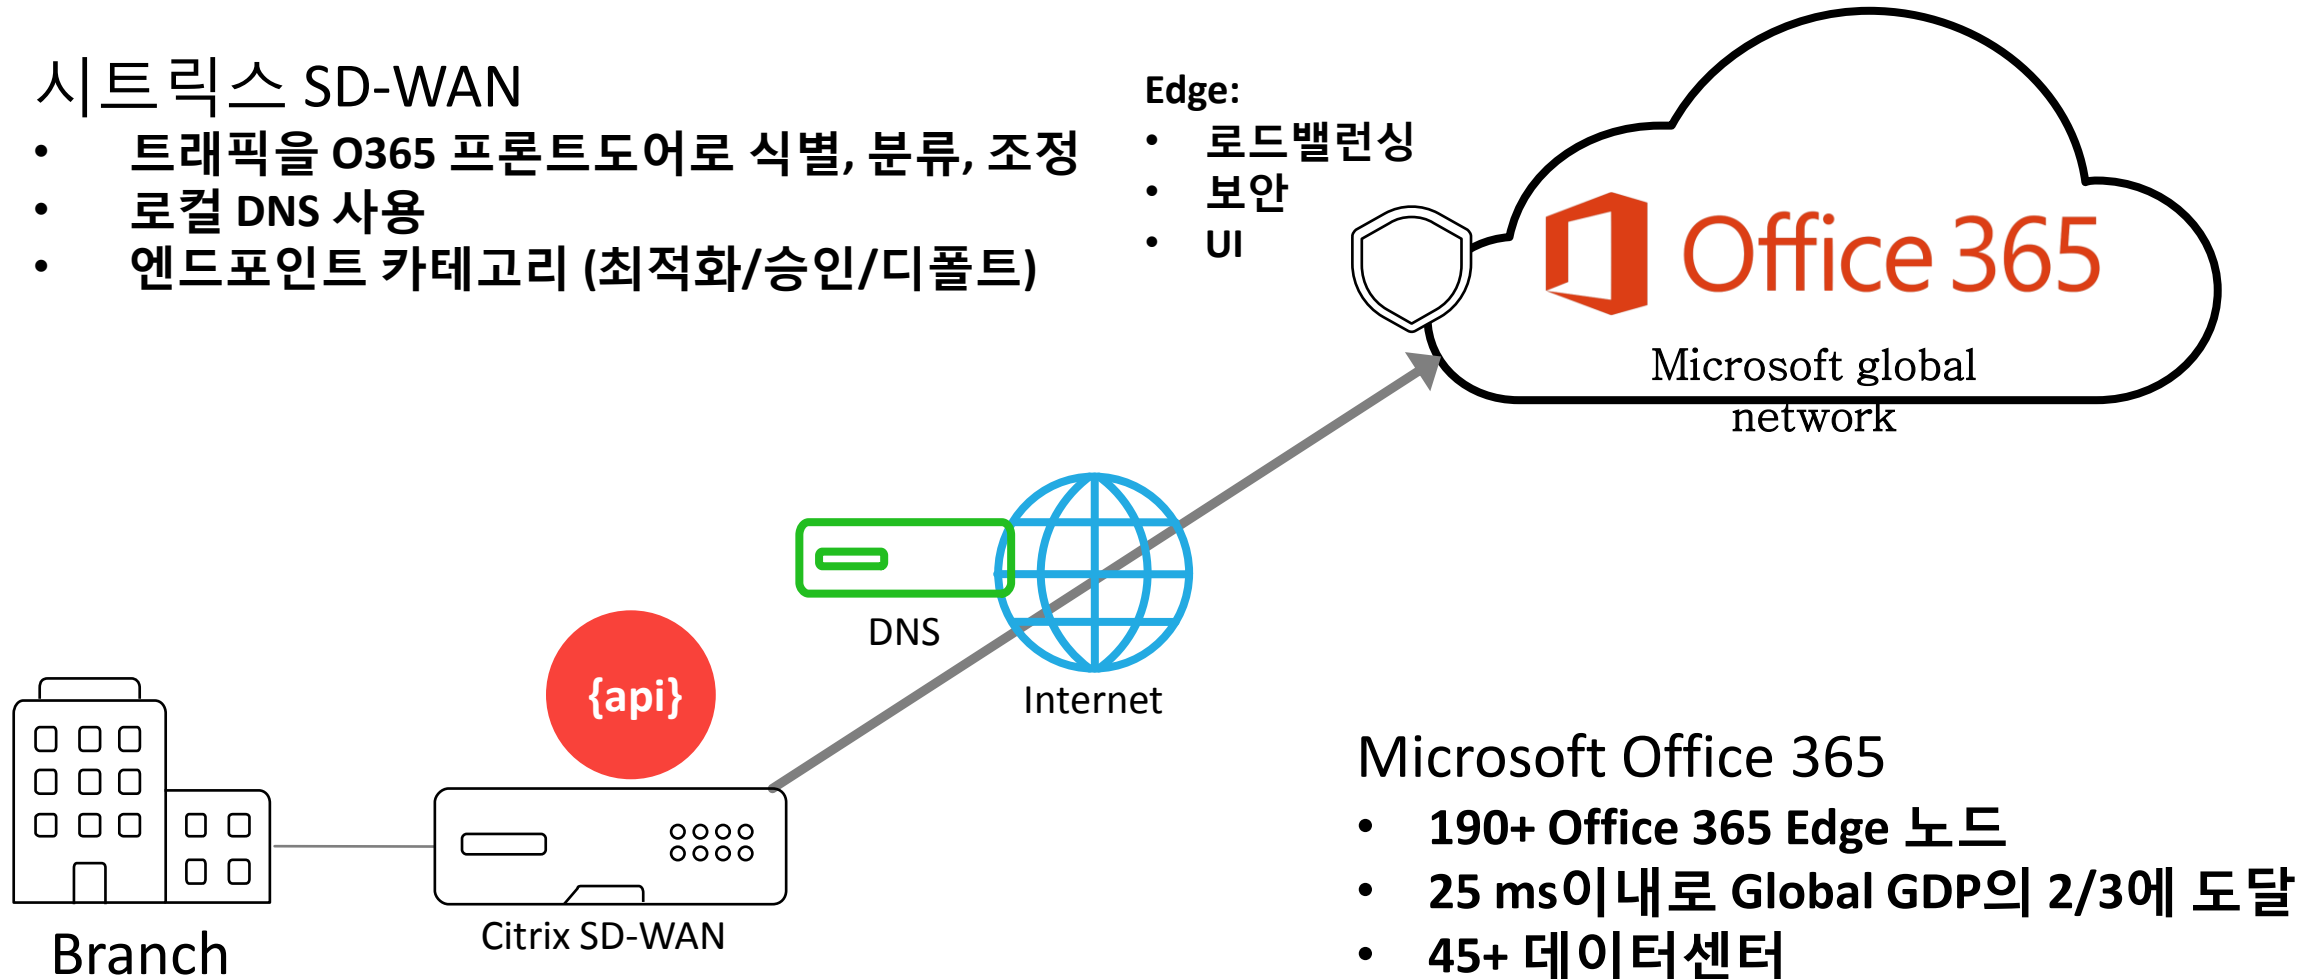 시트릭스 SD-WAN
• 트래픽을 O365 프론트도어로 식별, 분류, 조정
• 로컬 DNS 사용
• 엔드포인트 카테고리 (최적화/승인/디폴트)
Edge:
• 로드밸런싱
• 보안
• UI
Office 365
Microsoft global
network
DNS
Internet
{api}
Citrix SD-WAN
Branch
Microsoft Office 365
• 190+ Office 365 Edge 노드
• 25 ms이내로 Global GDP의 2/3에 도달
• 45+ 데이터센터